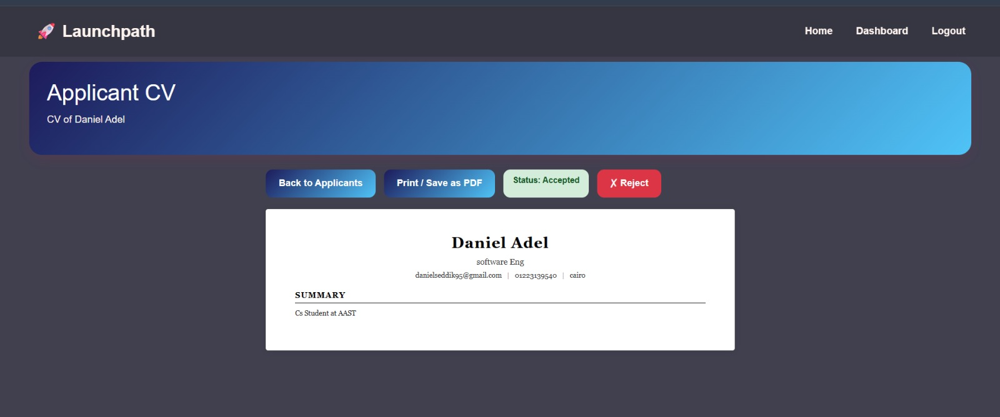 🚀 Launchpath
Home Dashboard Logout
Applicant CV
CV of Daniel Adel
Back to Applicants Print / Save as PDF Status: Accepted ✗ Reject
Daniel Adel
software Eng
danielseddik95@gmail.com | 01223139540 | cairo
SUMMARY
Cs Student at AAST